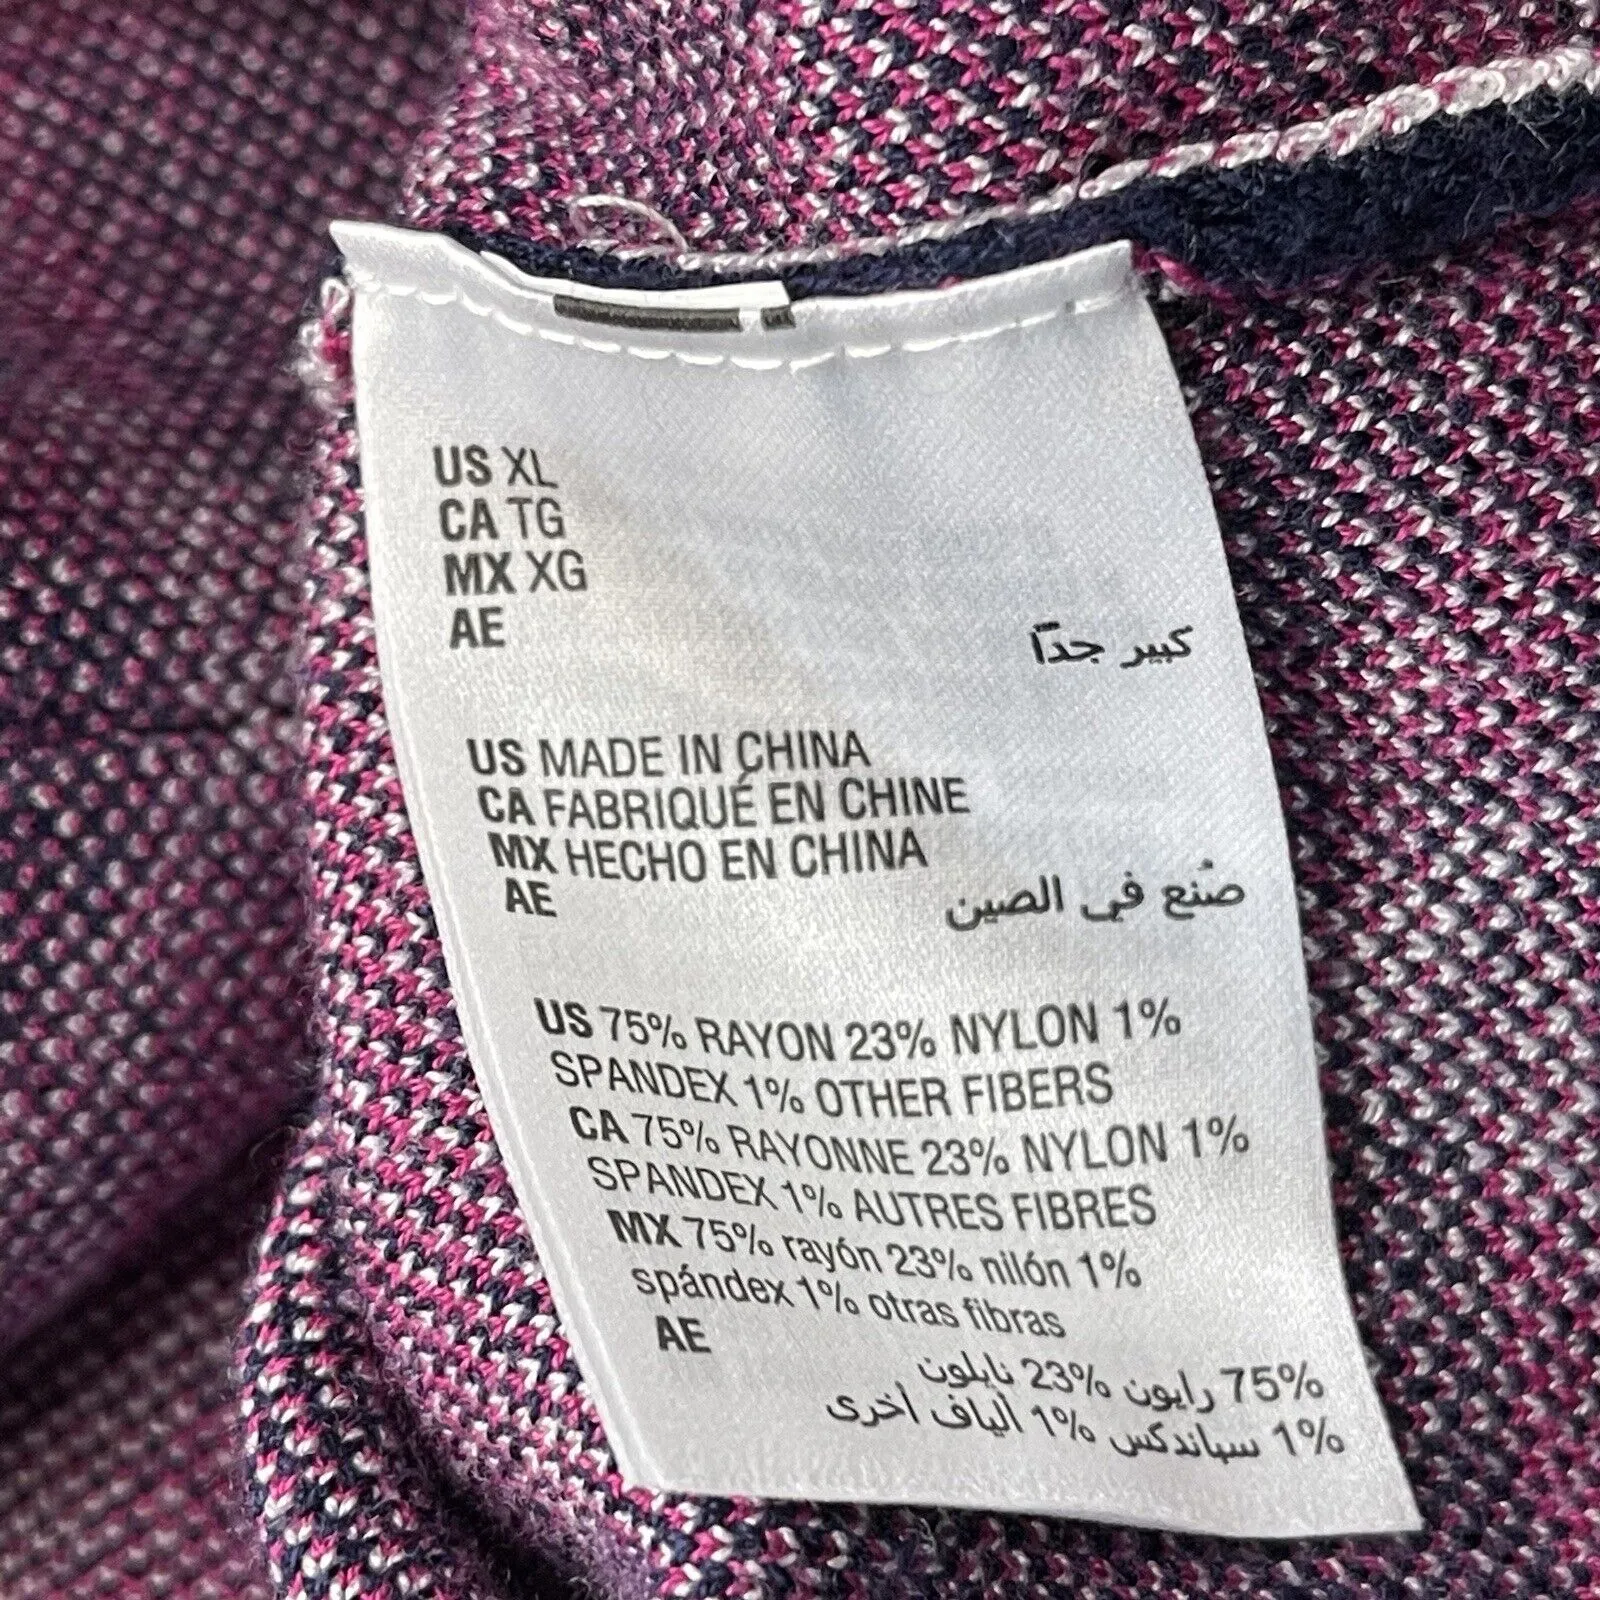 US XL
CA TG
MX XG
AE
كبير جدًا
US MADE IN CHINA
CA FABRIQUÉ EN CHINE
MX HECHO EN CHINA
AE
صُنع في الصين
US 75% RAYON 23% NYLON 1%
SPANDEX 1% OTHER FIBERS
CA 75% RAYONNE 23% NYLON 1%
SPANDEX 1% AUTRES FIBRES
MX 75% rayón 23% nilón 1%
spándex 1% otras fibras
AE
75% رايون 23% نايلون
1% سباندكس 1% ألياف أخرى